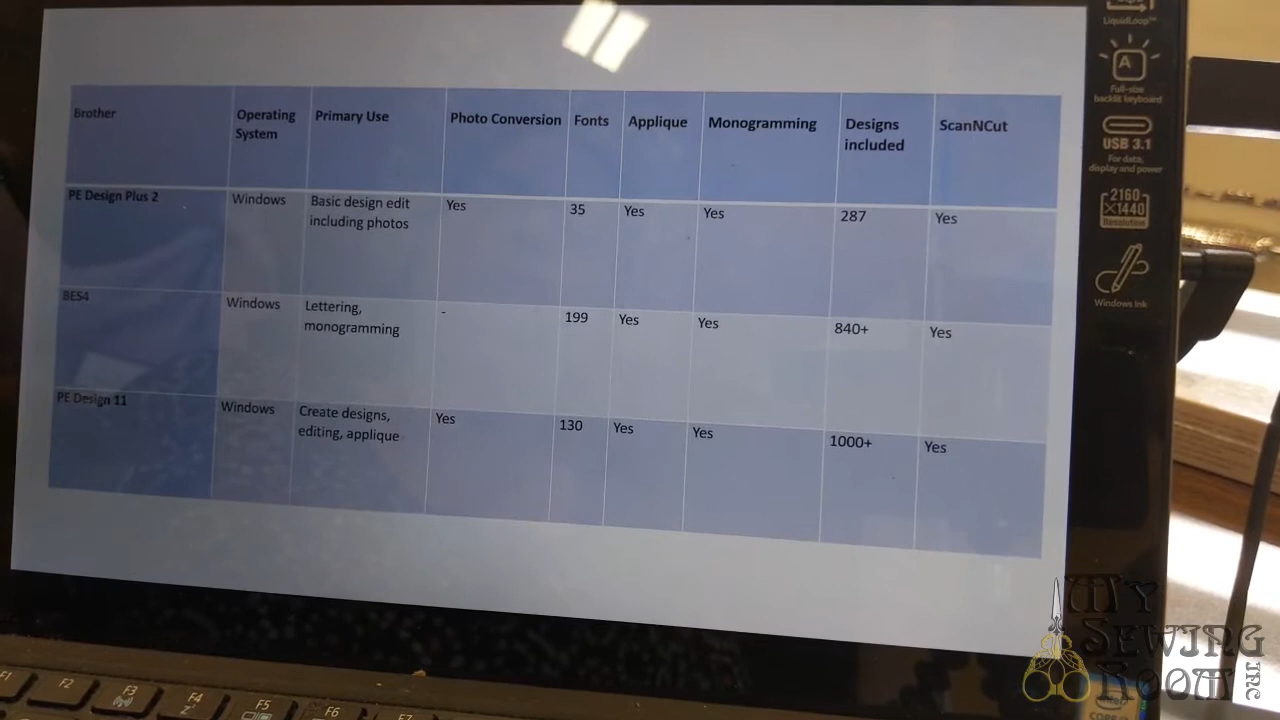 Brother
Operating System
Primary Use
Photo Conversion
Fonts
Applique
Monogramming
Designs included
ScanNCut
PE Design Plus 2
Windows
Basic design edit including photos
Yes
35
Yes
Yes
287
Yes
BES4
Windows
Lettering, monogramming
-
199
Yes
Yes
840+
Yes
PE Design 11
Windows
Create designs, editing, applique
Yes
130
Yes
Yes
1000+
Yes
LiquidLoop™
A
Full-size
backlit keyboard
USB 3.1
For data,
display and power
2160
×1440
Resolution
Windows Ink
F1
F2
F3
F4
F5
F6
F7
My
Sewing
Room
Inc